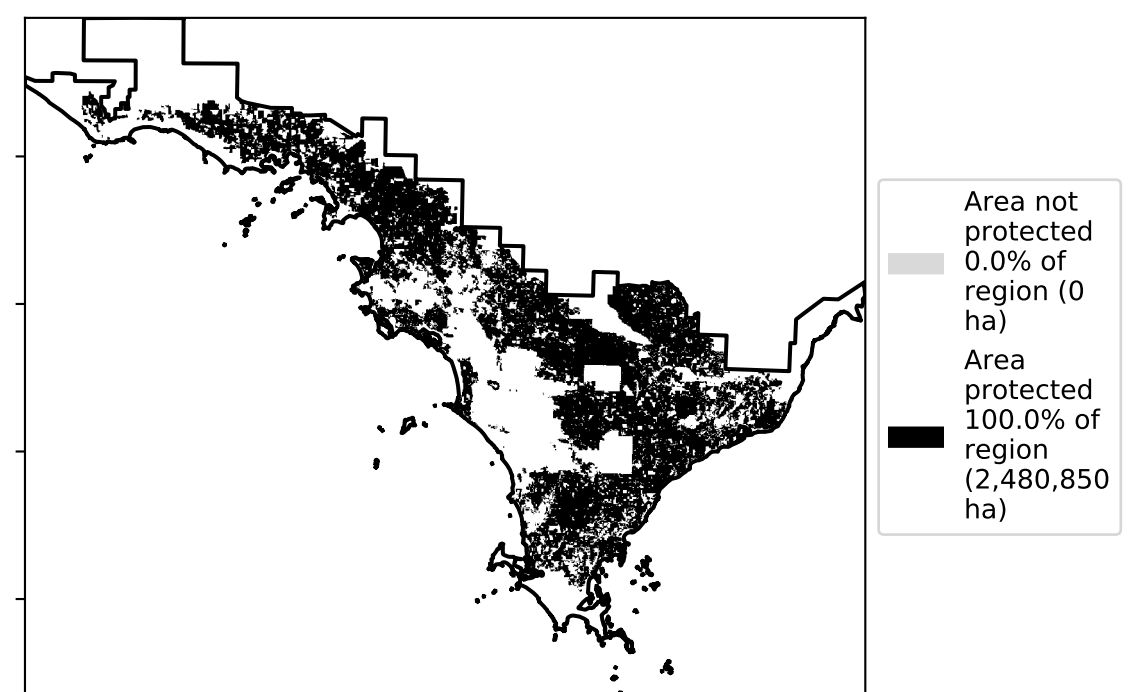 Area not
protected
0.0% of
region (0
ha)
Area
protected
100.0% of
region
(2,480,850
ha)